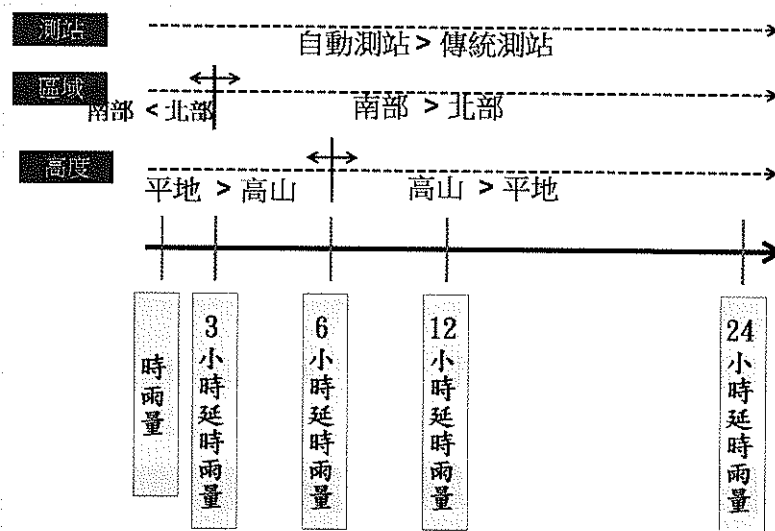 測站
自動測站 > 傳統測站
區域
南部 < 北部
南部 > 北部
高度
平地 > 高山
高山 > 平地
時雨量
3小時延時雨量
6小時延時雨量
12小時延時雨量
24小時延時雨量